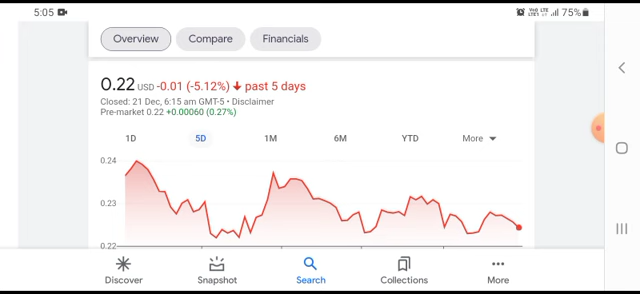 5:05 75%
Overview Compare Financials
0.22 USD -0.01 (-5.12%) past 5 days
Closed: 21 Dec, 6:15 am GMT-5 • Disclaimer
Pre-market 0.22 +0.00060 (0.27%)
1D 5D 1M 6M YTD More
0.24
0.23
0.22
Discover Snapshot Search Collections More